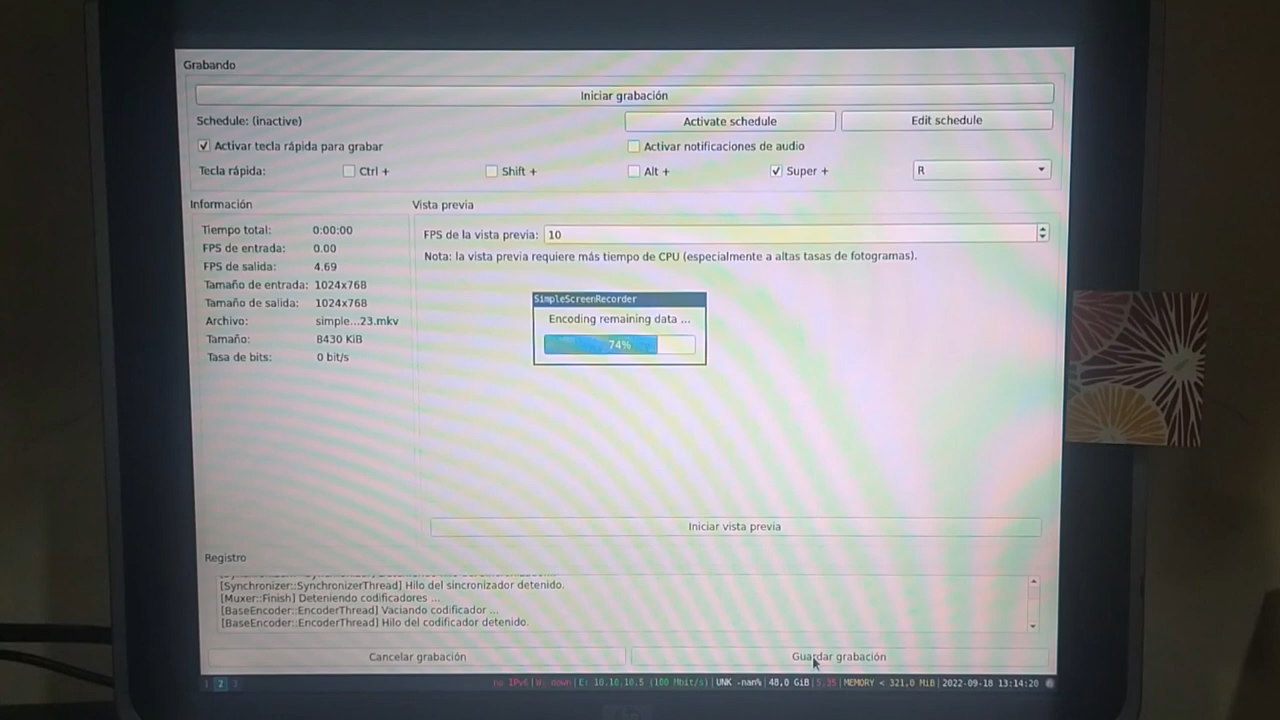 Grabando
Iniciar grabación
Schedule: (inactive)
Activate schedule
Edit schedule
Activar tecla rápida para grabar
Activar notificaciones de audio
Tecla rápida:
Ctrl +
Shift +
Alt +
Super +
R
Información
Tiempo total: 0:00:00
FPS de entrada: 0.00
FPS de salida: 4.69
Tamaño de entrada: 1024x768
Tamaño de salida: 1024x768
Archivo: simple...23.mkv
Tamaño: 8430 KiB
Tasa de bits: 0 bit/s
Vista previa
FPS de la vista previa: 10
Nota: la vista previa requiere más tiempo de CPU (especialmente a altas tasas de fotogramas).
SimpleScreenRecorder
Encoding remaining data ...
74%
Iniciar vista previa
Registro
[Synchronizer::SynchronizerThread] Hilo del sincronizador detenido.
[Muxer::Finish] Deteniendo codificadores ...
[BaseEncoder::EncoderThread] Vaciando codificador ...
[BaseEncoder::EncoderThread] Hilo del codificador detenido.
Cancelar grabación
Guardar grabación
1 2 3
no IPv6|W: down|E: 10.10.10.5 (100 Mbit/s)|UNK -nan%|48,0 GiB|5.35|MEMORY < 321,0 MiB|2022-09-18 13:14:20